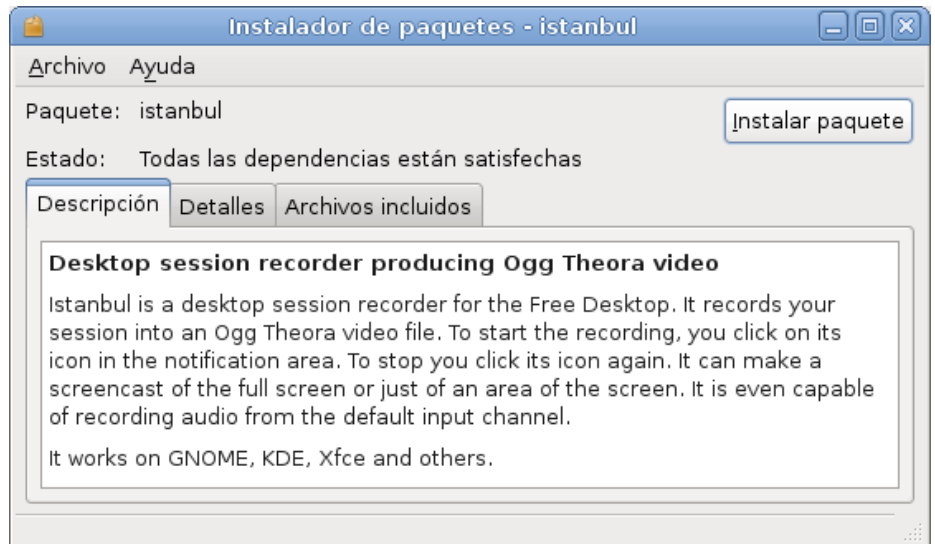 Instalador de paquetes - istanbul
Archivo Ayuda
Paquete: istanbul
Instalar paquete
Estado: Todas las dependencias están satisfechas
Descripción Detalles Archivos incluidos
Desktop session recorder producing Ogg Theora video
Istanbul is a desktop session recorder for the Free Desktop. It records your
session into an Ogg Theora video file. To start the recording, you click on its
icon in the notification area. To stop you click its icon again. It can make a
screencast of the full screen or just of an area of the screen. It is even capable
of recording audio from the default input channel.
It works on GNOME, KDE, Xfce and others.